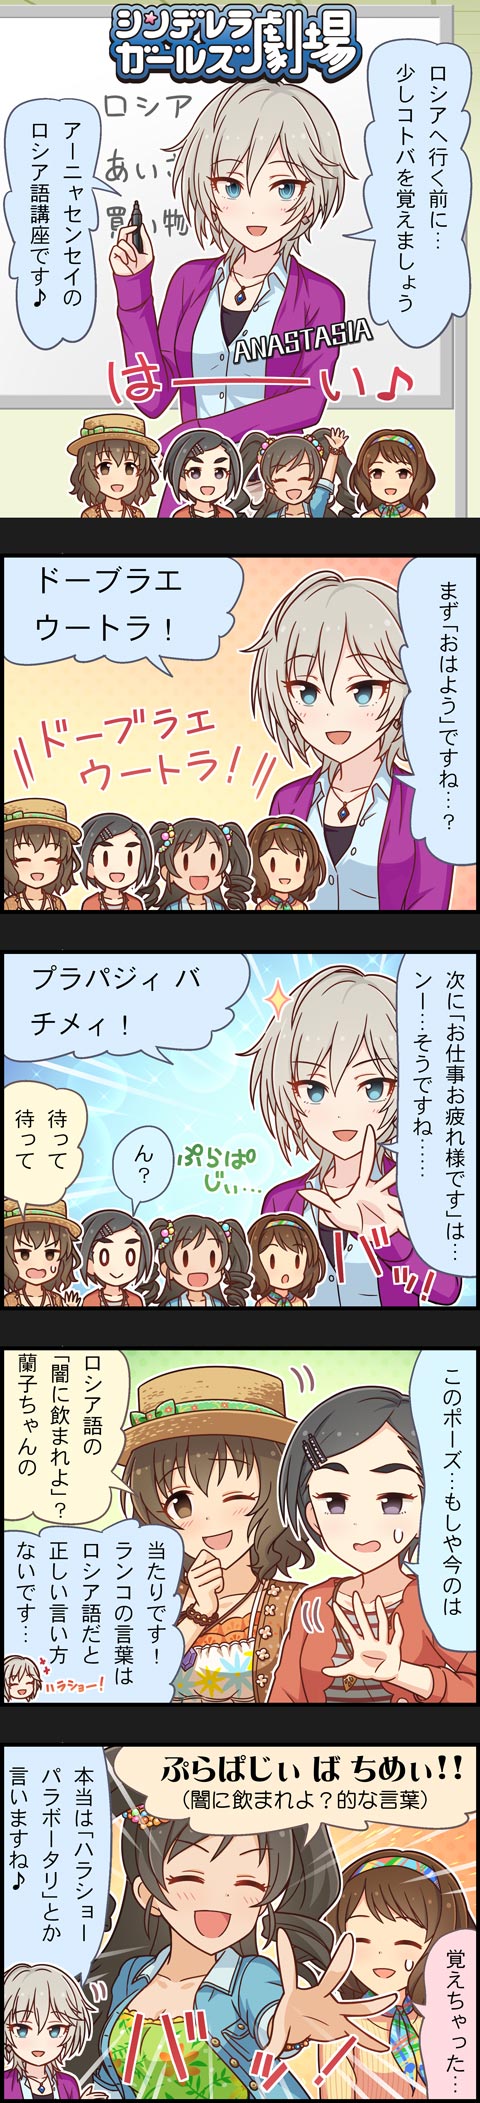 シンデレラ
ガールズ劇場
ロシアへ行く前に…
少しコトバを覚えましょう
ロシア
あい
買い物
アーニャセンセイの
ロシア語講座です♪
ANASTASIA
はーーい♪
まず「おはよう」ですね…?
ドーブラエ
ウートラ！
ドーブラエ
ウートラ！
次に「お仕事お疲れ様です」は…
ンー…そうですね……
プラパジィ バ
チメィ！
バッ！
ぷらぱ
じぃ…
ん？
待って
待って
このポーズ…もしや今のは
蘭子ちゃんの
「闇に飲まれよ」？
ロシア語の
当たりです！
ランコの言葉は
ロシア語だと
正しい言い方
ないです…
ハラショー！
ぷらぱじぃ ば ちめぃ!!
(闇に飲まれよ？的な言葉)
覚えちゃった…
バッ！
本当は「ハラショー
パラボータリ」とか
言いますね♪